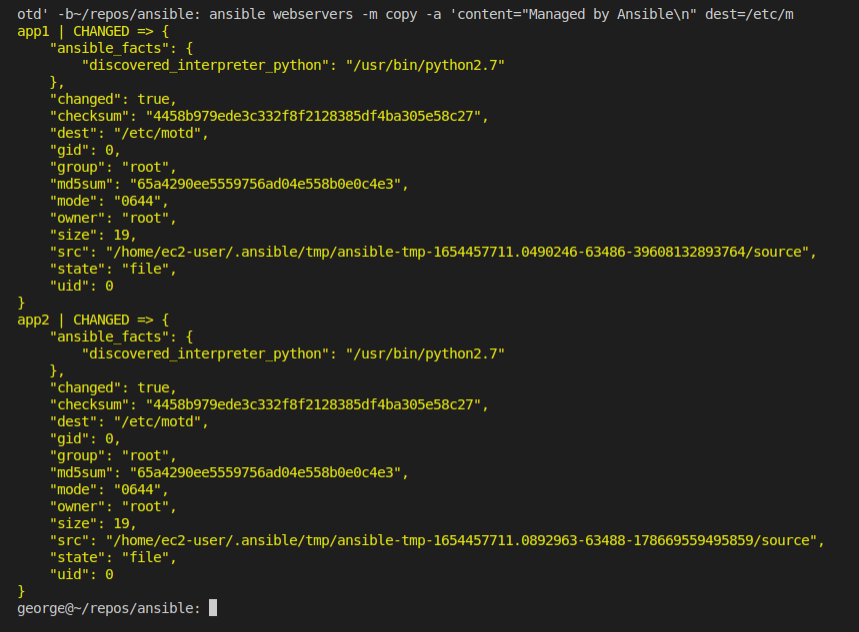 otd' -b~/repos/ansible: ansible webservers -m copy -a 'content="Managed by Ansible\n" dest=/etc/m
app1 | CHANGED => {
    "ansible_facts": {
        "discovered_interpreter_python": "/usr/bin/python2.7"
    },
    "changed": true,
    "checksum": "4458b979ede3c332f8f2128385df4ba305e58c27",
    "dest": "/etc/motd",
    "gid": 0,
    "group": "root",
    "md5sum": "65a4290ee5559756ad04e558b0e0c4e3",
    "mode": "0644",
    "owner": "root",
    "size": 19,
    "src": "/home/ec2-user/.ansible/tmp/ansible-tmp-1654457711.0490246-63486-39608132893764/source",
    "state": "file",
    "uid": 0
}
app2 | CHANGED => {
    "ansible_facts": {
        "discovered_interpreter_python": "/usr/bin/python2.7"
    },
    "changed": true,
    "checksum": "4458b979ede3c332f8f2128385df4ba305e58c27",
    "dest": "/etc/motd",
    "gid": 0,
    "group": "root",
    "md5sum": "65a4290ee5559756ad04e558b0e0c4e3",
    "mode": "0644",
    "owner": "root",
    "size": 19,
    "src": "/home/ec2-user/.ansible/tmp/ansible-tmp-1654457711.0892963-63488-178669559495859/source",
    "state": "file",
    "uid": 0
}
george@~/repos/ansible: